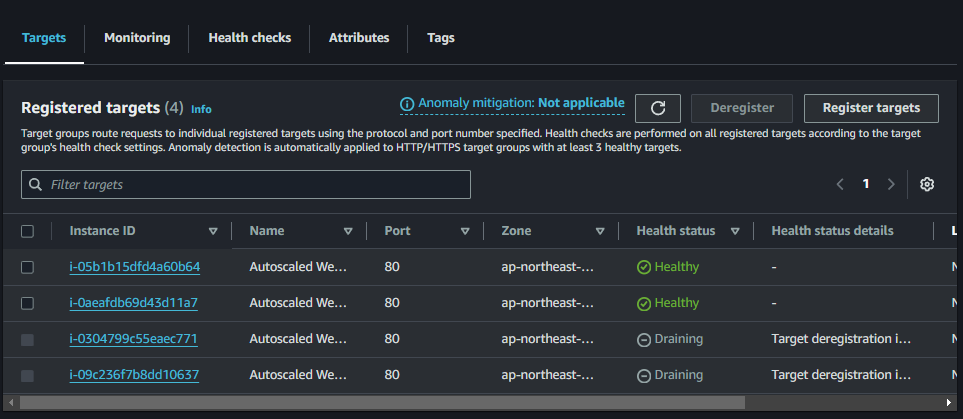 Targets Monitoring Health checks Attributes Tags
Registered targets (4) Info Anomaly mitigation: Not applicable Deregister Register targets
Target groups route requests to individual registered targets using the protocol and port number specified. Health checks are performed on all registered targets according to the target
group's health check settings. Anomaly detection is automatically applied to HTTP/HTTPS target groups with at least 3 healthy targets.
Filter targets 1
Instance ID Name Port Zone Health status Health status details L
i-05b1b15dfd4a60b64 Autoscaled We... 80 ap-northeast-... Healthy - N
i-0aeafdb69d43d11a7 Autoscaled We... 80 ap-northeast-... Healthy - N
i-0304799c55eaec771 Autoscaled We... 80 ap-northeast-... Draining Target deregistration i... N
i-09c236f7b8dd10637 Autoscaled We... 80 ap-northeast-... Draining Target deregistration i... N